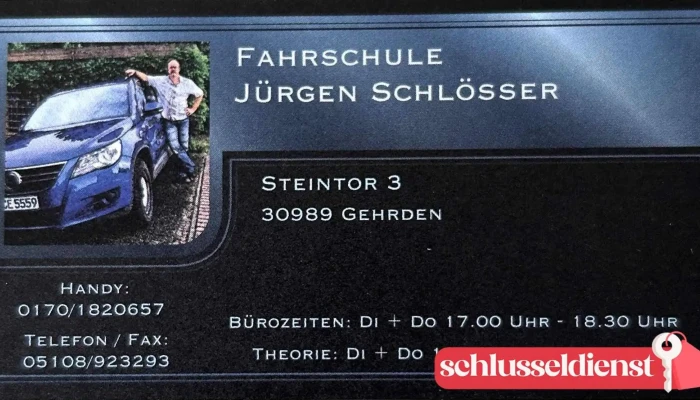 FAHRSCHULE
JÜRGEN SCHLÖSSER
STEINTOR 3
30989 GEHRDEN
E 5559
HANDY:
0170/1820657
TELEFON / FAX:
05108/923293
BÜROZEITEN: DI + DO 17.00 UHR - 18.30 UHR
THEORIE: DI + DO
schlusseldienst